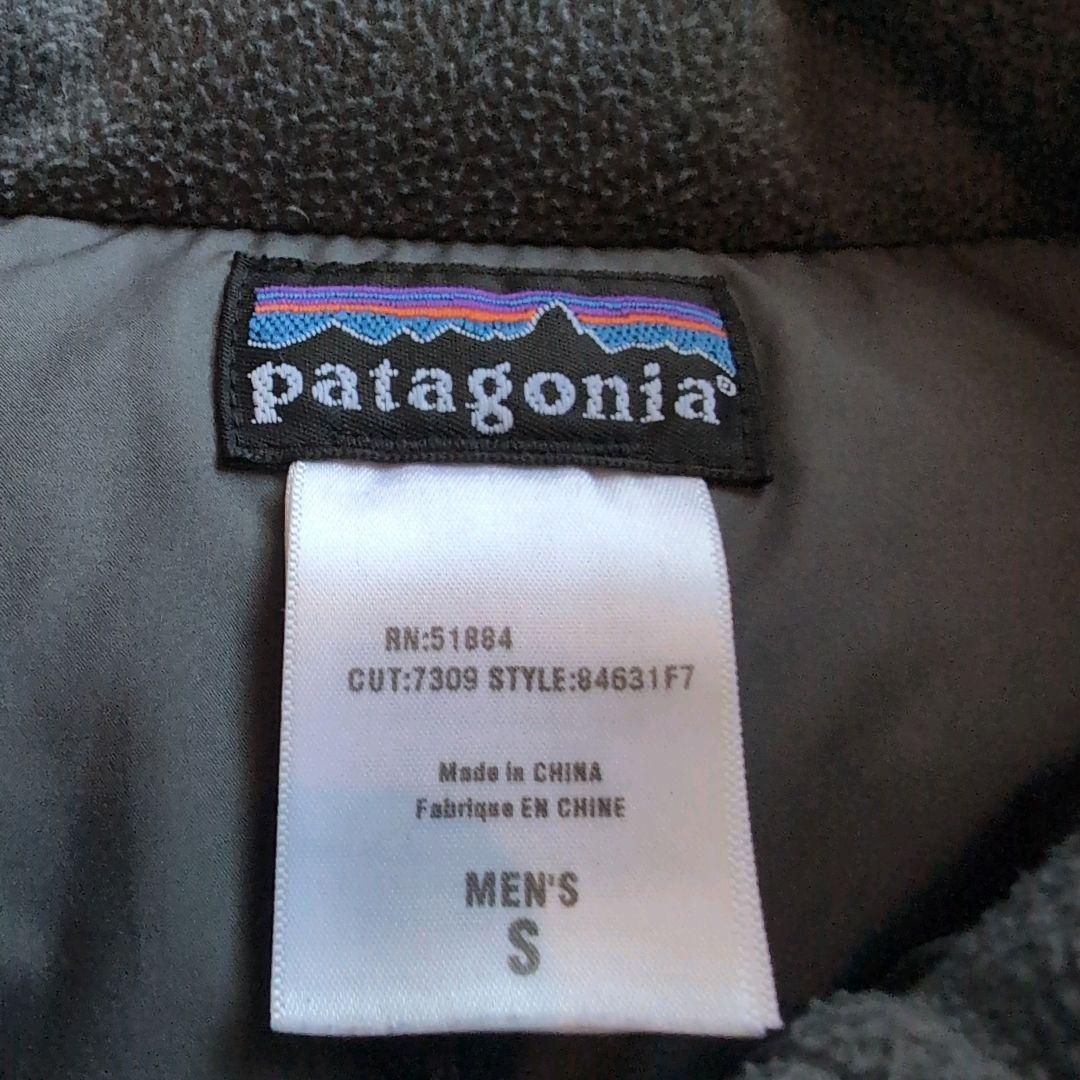 patagonia®
RN:51884
CUT:7309 STYLE:84631F7
Made in CHINA
Fabrique EN CHINE
MEN'S
S